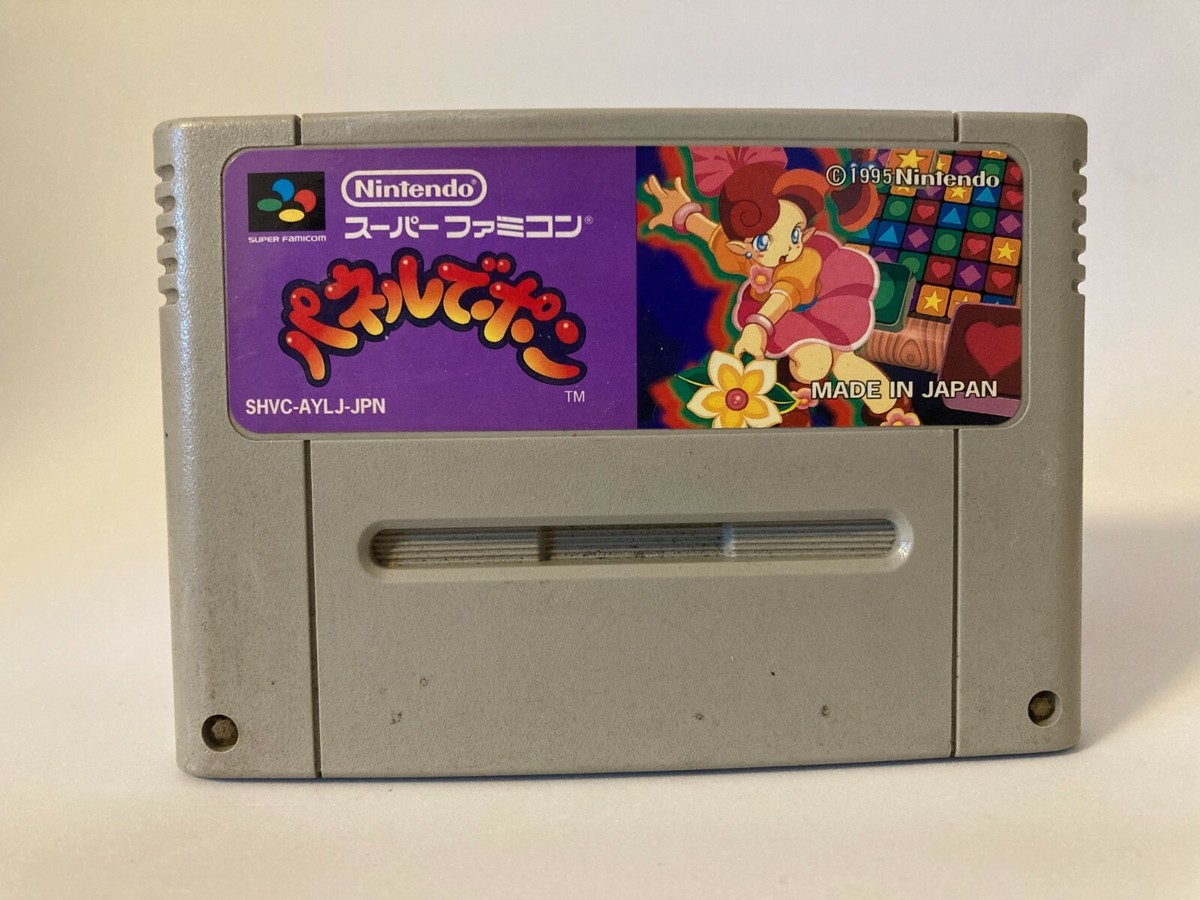 Nintendo®
SUPER FAMICOM
スーパーファミコン®
パネルでポン
TM
SHVC-AYLJ-JPN
©1995 Nintendo
MADE IN JAPAN